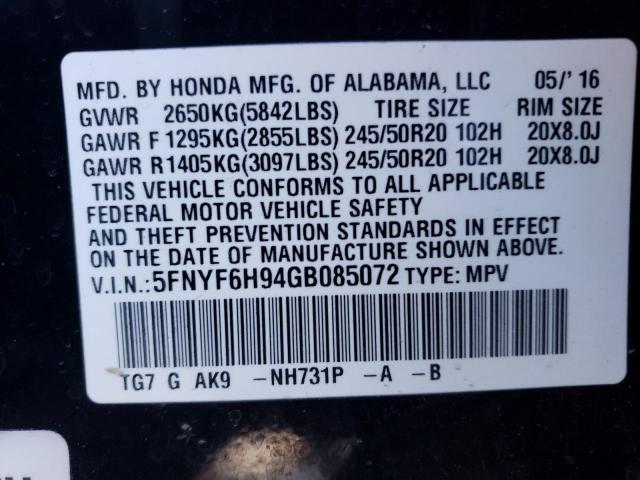 MFD. BY HONDA MFG. OF ALABAMA, LLC 05/' 16
GVWR 2650KG(5842LBS) TIRE SIZE RIM SIZE
GAWR F 1295KG(2855LBS) 245/50R20 102H 20X8.0J
GAWR R1405KG(3097LBS) 245/50R20 102H 20X8.0J
THIS VEHICLE CONFORMS TO ALL APPLICABLE
FEDERAL MOTOR VEHICLE SAFETY
AND THEFT PREVENTION STANDARDS IN EFFECT
ON THE DATE OF MANUFACTURE SHOWN ABOVE.
V.I.N.: 5FNYF6H94GB085072 TYPE: MPV
TG7 G AK9 -NH731P -A -B